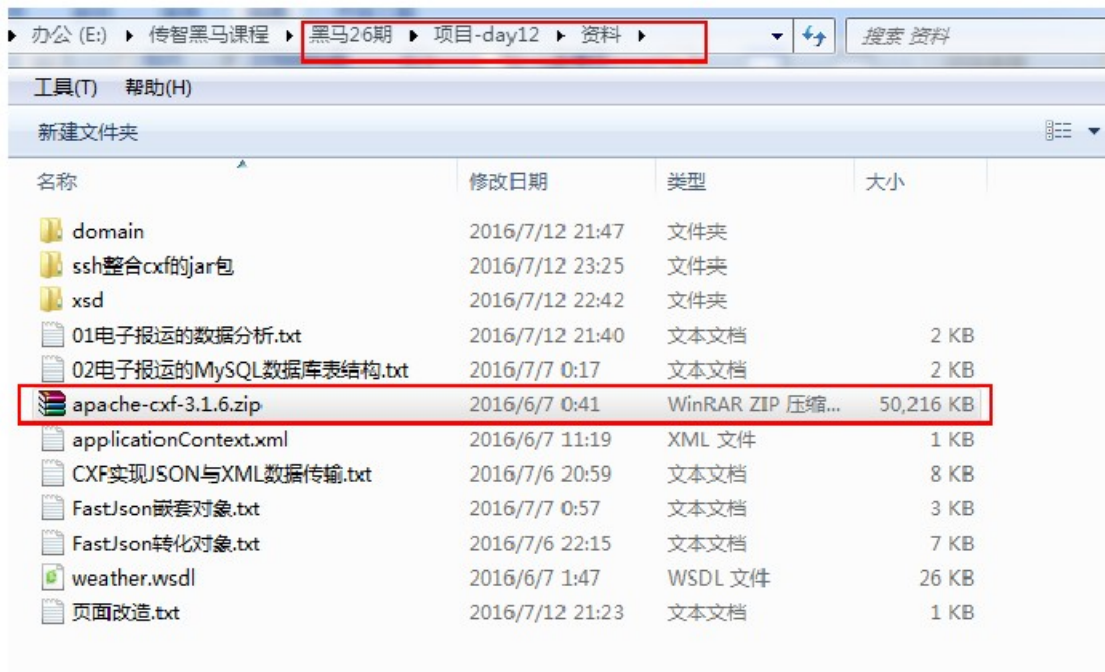 办公 (E:) 传智黑马课程 黑马26期 项目-day12 资料 搜索 资料
工具(T) 帮助(H)
新建文件夹
名称 修改日期 类型 大小
domain 2016/7/12 21:47 文件夹
ssh整合cxf的jar包 2016/7/12 23:25 文件夹
xsd 2016/7/12 22:42 文件夹
01电子报运的数据分析.txt 2016/7/12 21:40 文本文档 2 KB
02电子报运的MySQL数据库表结构.txt 2016/7/7 0:17 文本文档 2 KB
apache-cxf-3.1.6.zip 2016/6/7 0:41 WinRAR ZIP 压缩... 50,216 KB
applicationContext.xml 2016/6/7 11:19 XML 文件 1 KB
CXF实现JSON与XML数据传输.txt 2016/7/6 20:59 文本文档 8 KB
FastJson嵌套对象.txt 2016/7/7 0:57 文本文档 3 KB
FastJson转化对象.txt 2016/7/6 22:15 文本文档 7 KB
weather.wsdl 2016/6/7 1:47 WSDL 文件 26 KB
页面改造.txt 2016/7/12 21:23 文本文档 1 KB